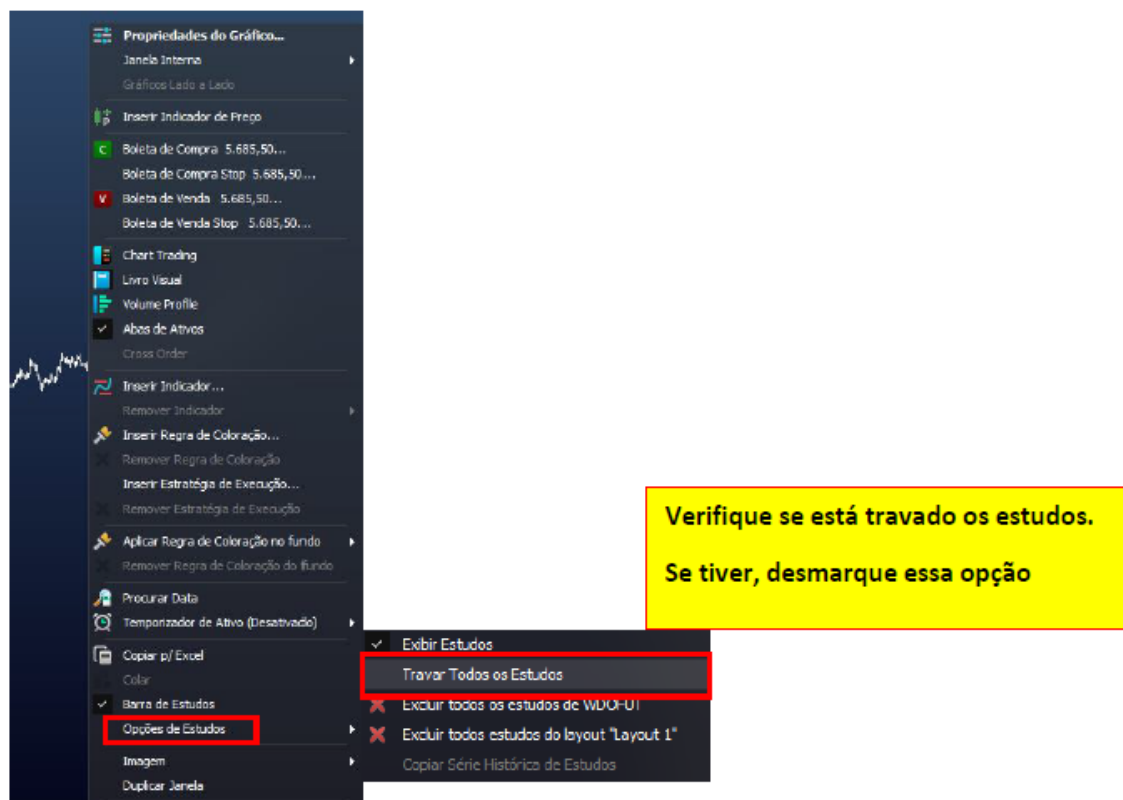 Propriedades do Gráfico...
Janela Interna
Gráficos Lado a Lado
Inserir Indicador de Preço
C Boleta de Compra 5.685,50...
Boleta de Compra Stop 5.685,50...
V Boleta de Venda 5.685,50...
Boleta de Venda Stop 5.685,50...
Chart Trading
Livro Visual
Volume Profile
Abas de Ativos
Cross Order
Inserir Indicador...
Remover Indicador
Inserir Regra de Coloração...
Remover Regra de Coloração
Inserir Estratégia de Execução...
Remover Estratégia de Execução
Aplicar Regra de Coloração no fundo
Remover Regra de Coloração do fundo
Procurar Data
Temporizador de Ativo (Desativado)
Copiar p/ Excel
Colar
Barra de Estudos
Opções de Estudos
Imagem
Duplicar Janela
Exibir Estudos
Travar Todos os Estudos
Excluir todos os estudos de WDOFUT
Excluir todos estudos do layout "Layout 1"
Copiar Série Histórica de Estudos
Verifique se está travado os estudos.
Se tiver, desmarque essa opção